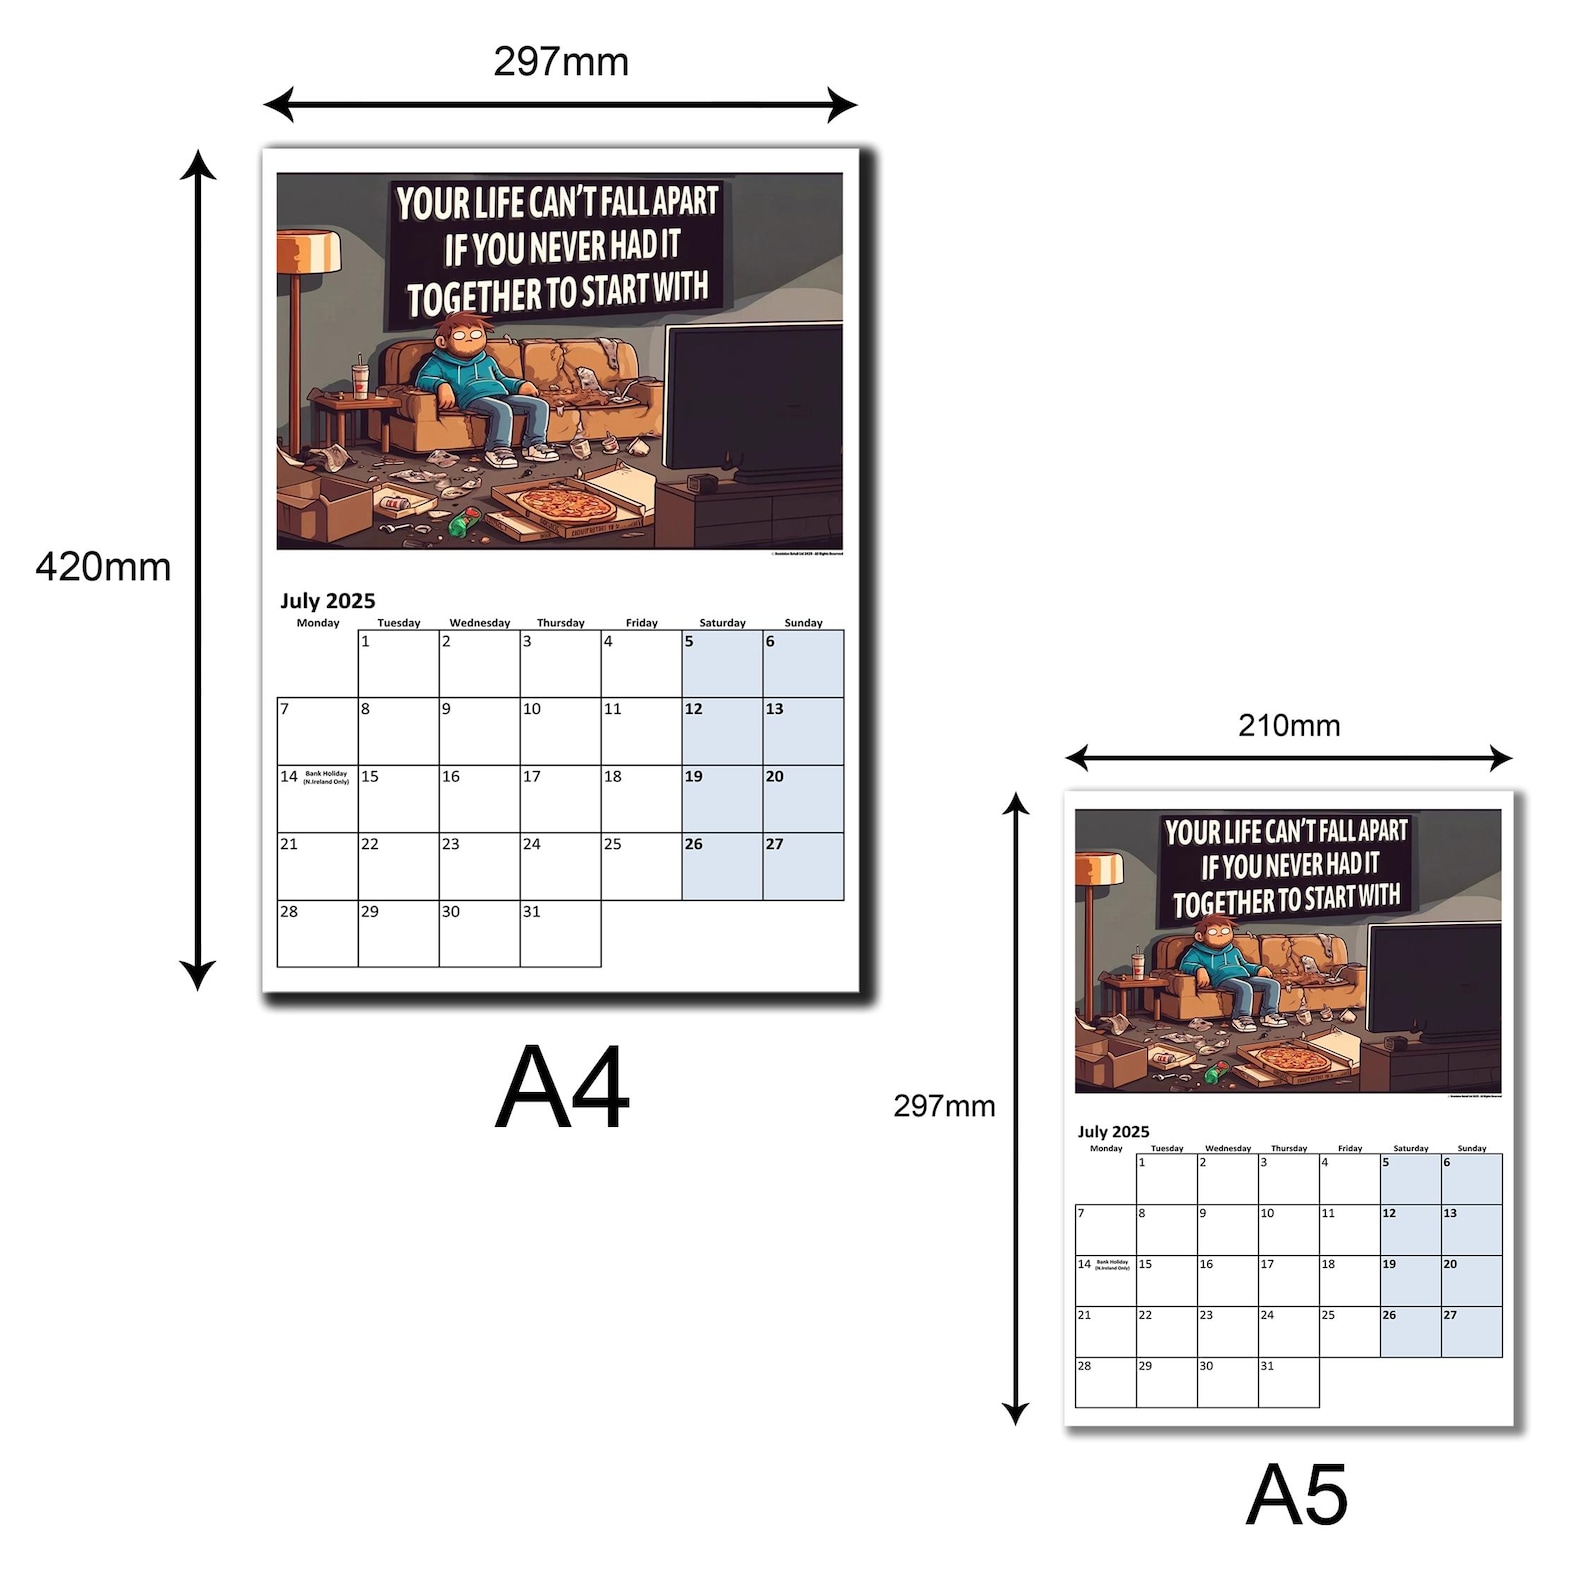 297mm
420mm
YOUR LIFE CAN'T FALL APART
IF YOU NEVER HAD IT
TOGETHER TO START WITH
July 2025
Monday Tuesday Wednesday Thursday Friday Saturday Sunday
1 2 3 4 5 6
7 8 9 10 11 12 13
14 Bank Holiday 15 16 17 18 19 20
(N.Ireland Only)
21 22 23 24 25 26 27
28 29 30 31
A4
210mm
297mm
YOUR LIFE CAN'T FALL APART
IF YOU NEVER HAD IT
TOGETHER TO START WITH
July 2025
Monday Tuesday Wednesday Thursday Friday Saturday Sunday
1 2 3 4 5 6
7 8 9 10 11 12 13
14 Bank Holiday 15 16 17 18 19 20
(N.Ireland Only)
21 22 23 24 25 26 27
28 29 30 31
A5